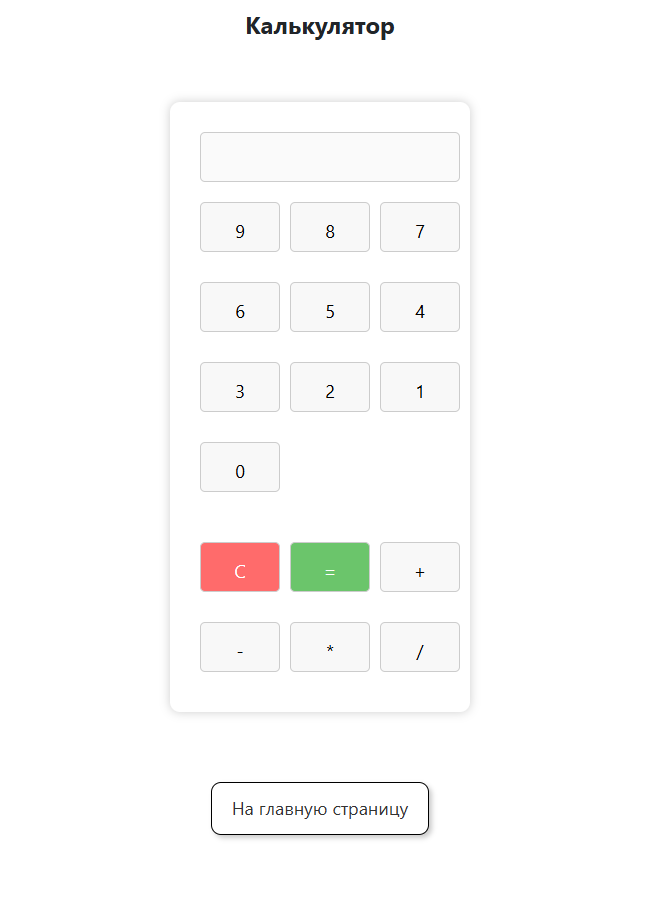 Калькулятор
9 8 7
6 5 4
3 2 1
0
C = +
- * /
На главную страницу